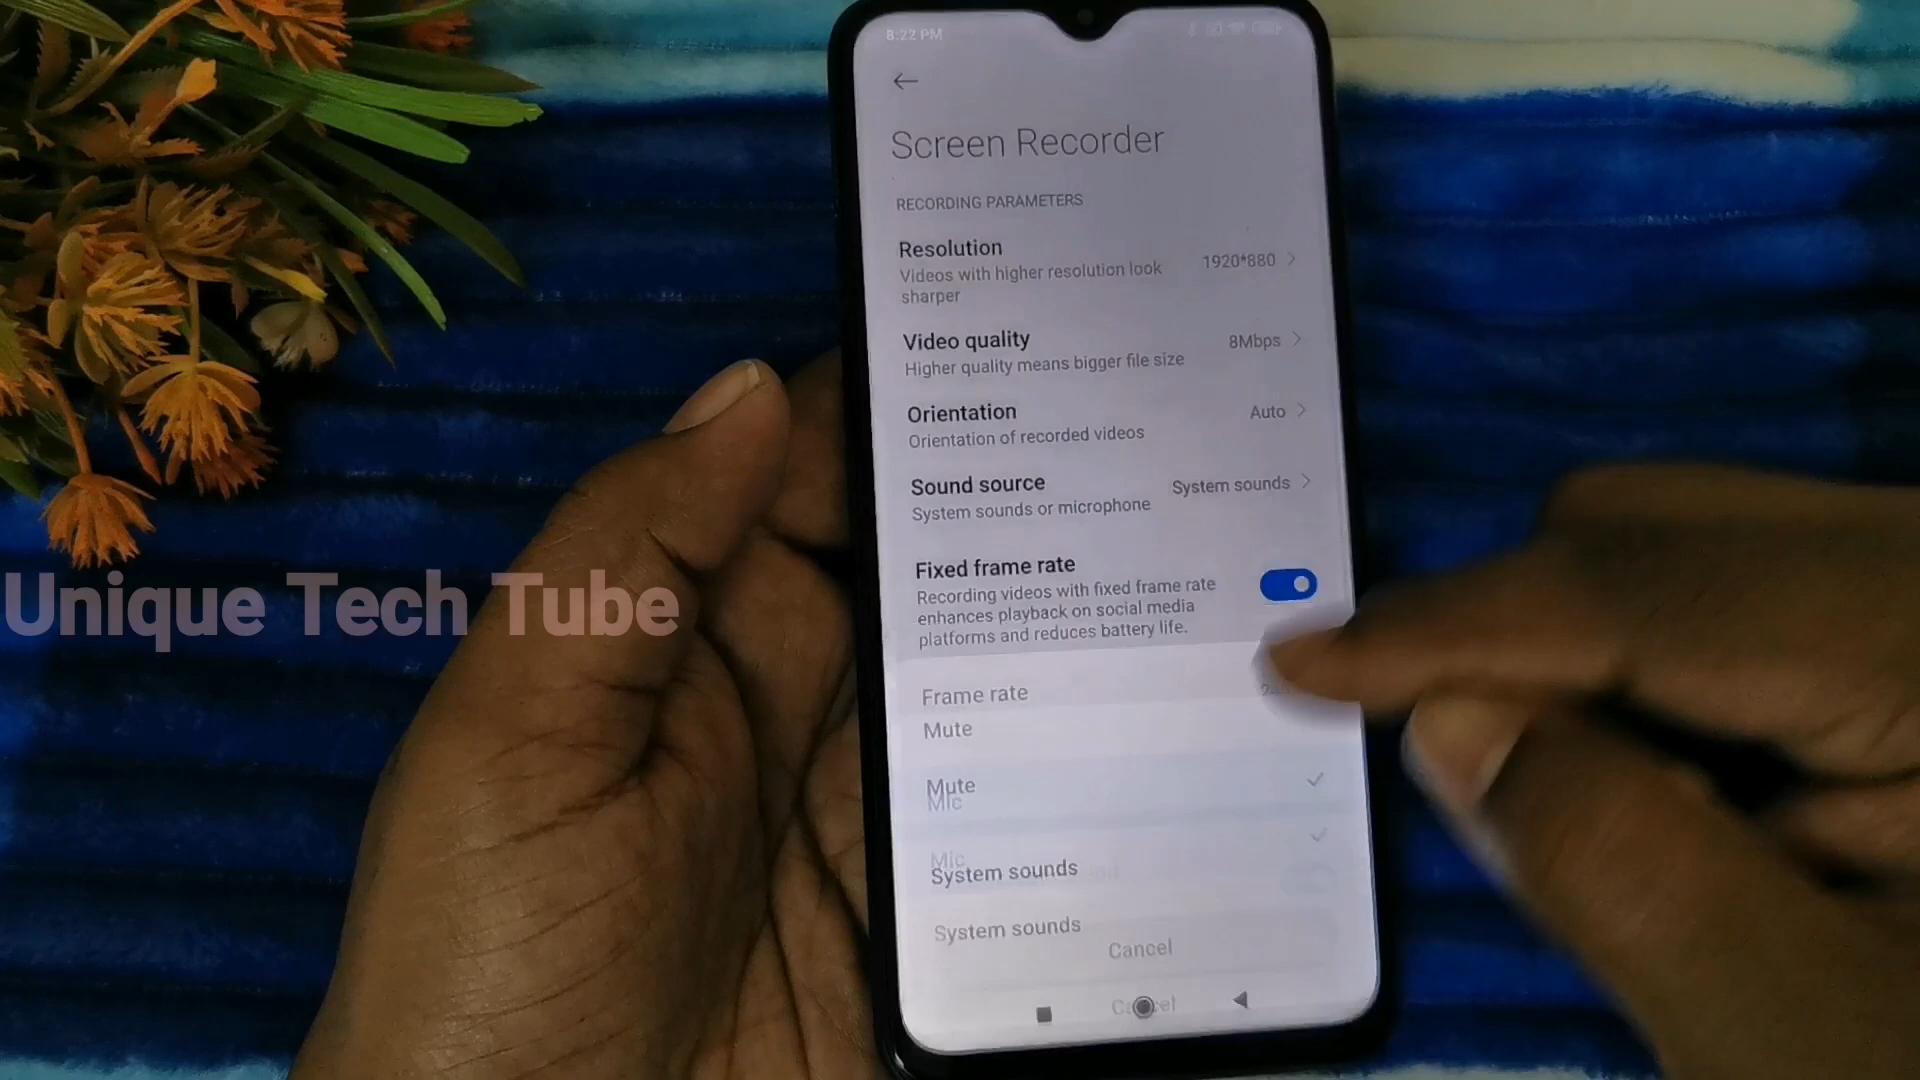 8:22 PM
Screen Recorder
RECORDING PARAMETERS
Resolution
Videos with higher resolution look
sharper
1920*880
Video quality
Higher quality means bigger file size
8Mbps
Orientation
Orientation of recorded videos
Auto
Sound source
System sounds or microphone
System sounds
Fixed frame rate
Recording videos with fixed frame rate
enhances playback on social media
platforms and reduces battery life.
Unique Tech Tube
Frame rate
Mute
Mute
Mic
Mic
System sounds
System sounds
Cancel
Cancel